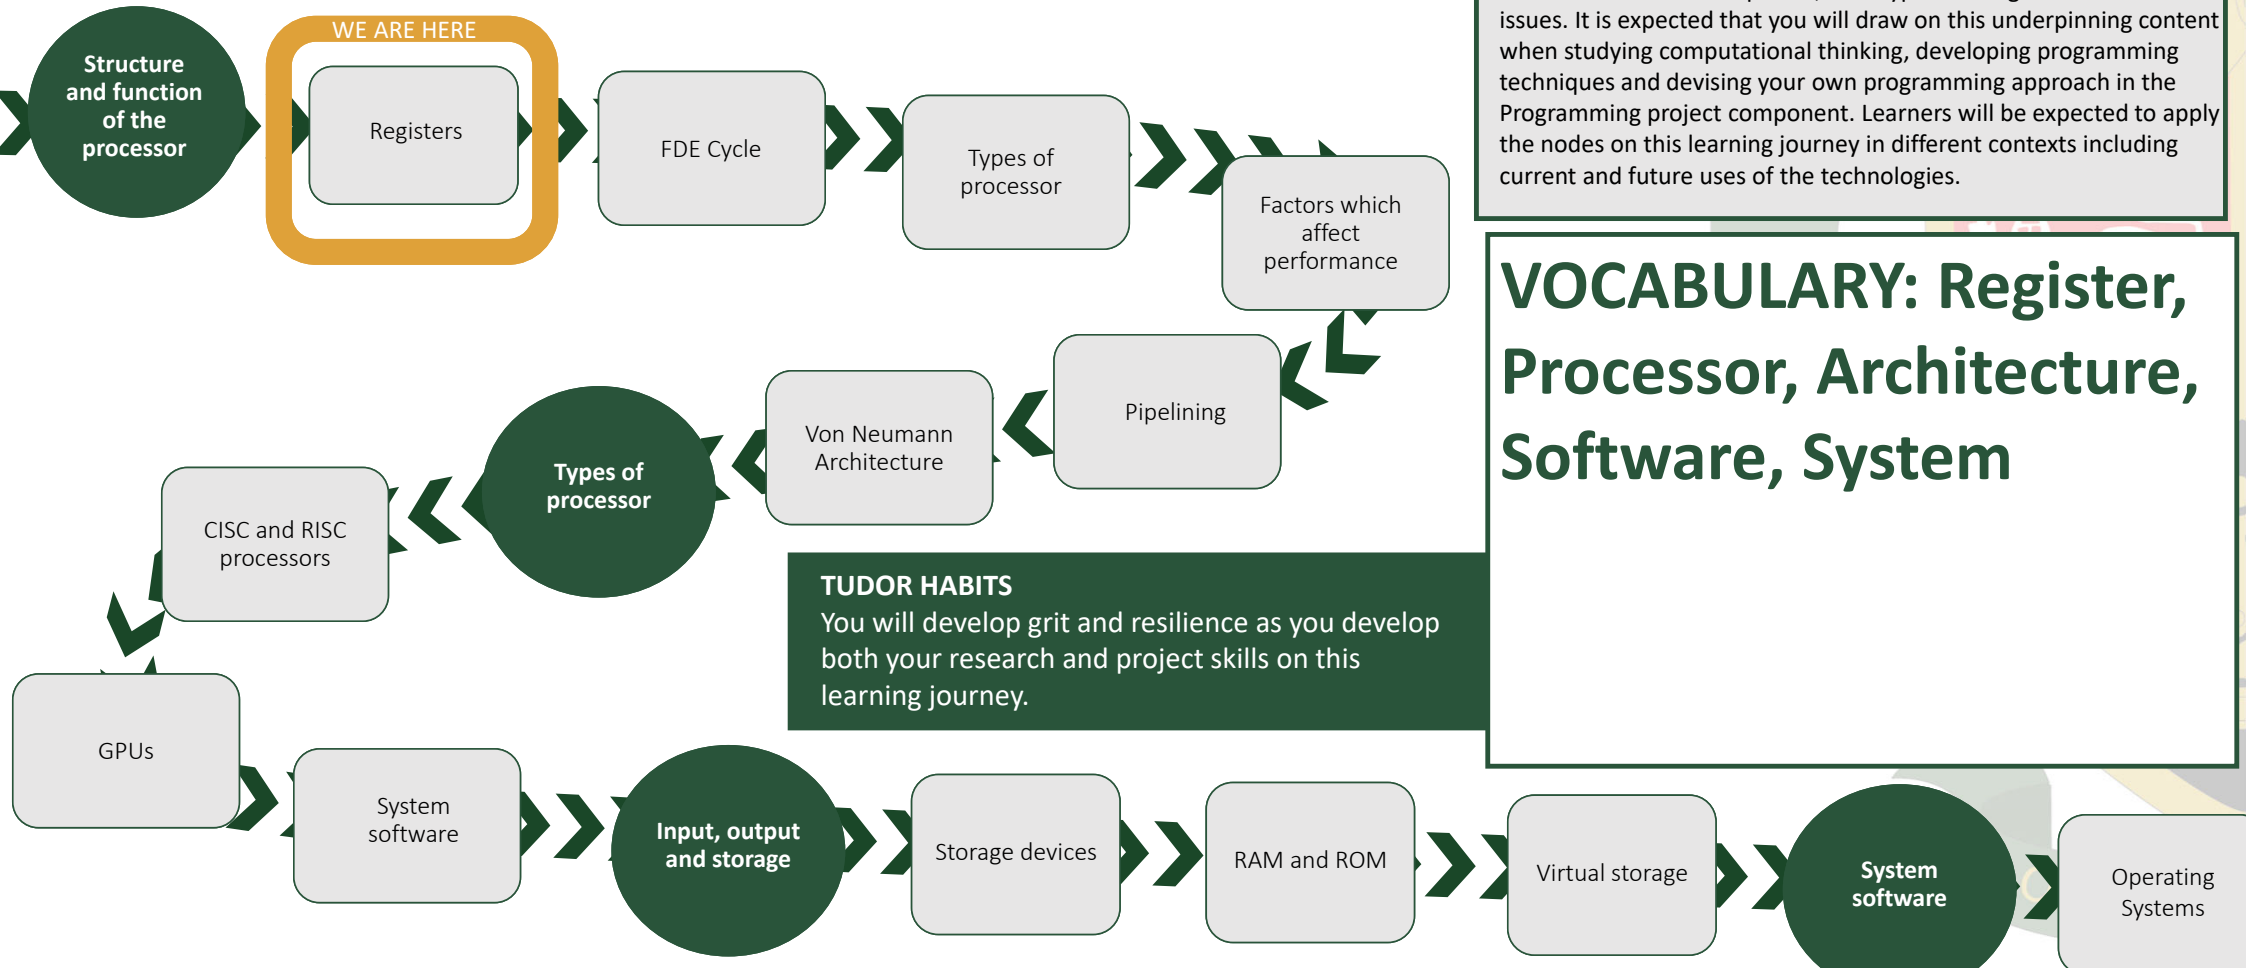 WE ARE HERE
Structure
and function
of the
processor
Registers
FDE Cycle
Types of
processor
Factors which
affect
performance
issues. It is expected that you will draw on this underpinning content
when studying computational thinking, developing programming
techniques and devising your own programming approach in the
Programming project component. Learners will be expected to apply
the nodes on this learning journey in different contexts including
current and future uses of the technologies.
VOCABULARY: Register,
Processor, Architecture,
Software, System
Pipelining
Von Neumann
Architecture
Types of
processor
CISC and RISC
processors
TUDOR HABITS
You will develop grit and resilience as you develop
both your research and project skills on this
learning journey.
GPUs
System
software
Input, output
and storage
Storage devices
RAM and ROM
Virtual storage
System
software
Operating
Systems